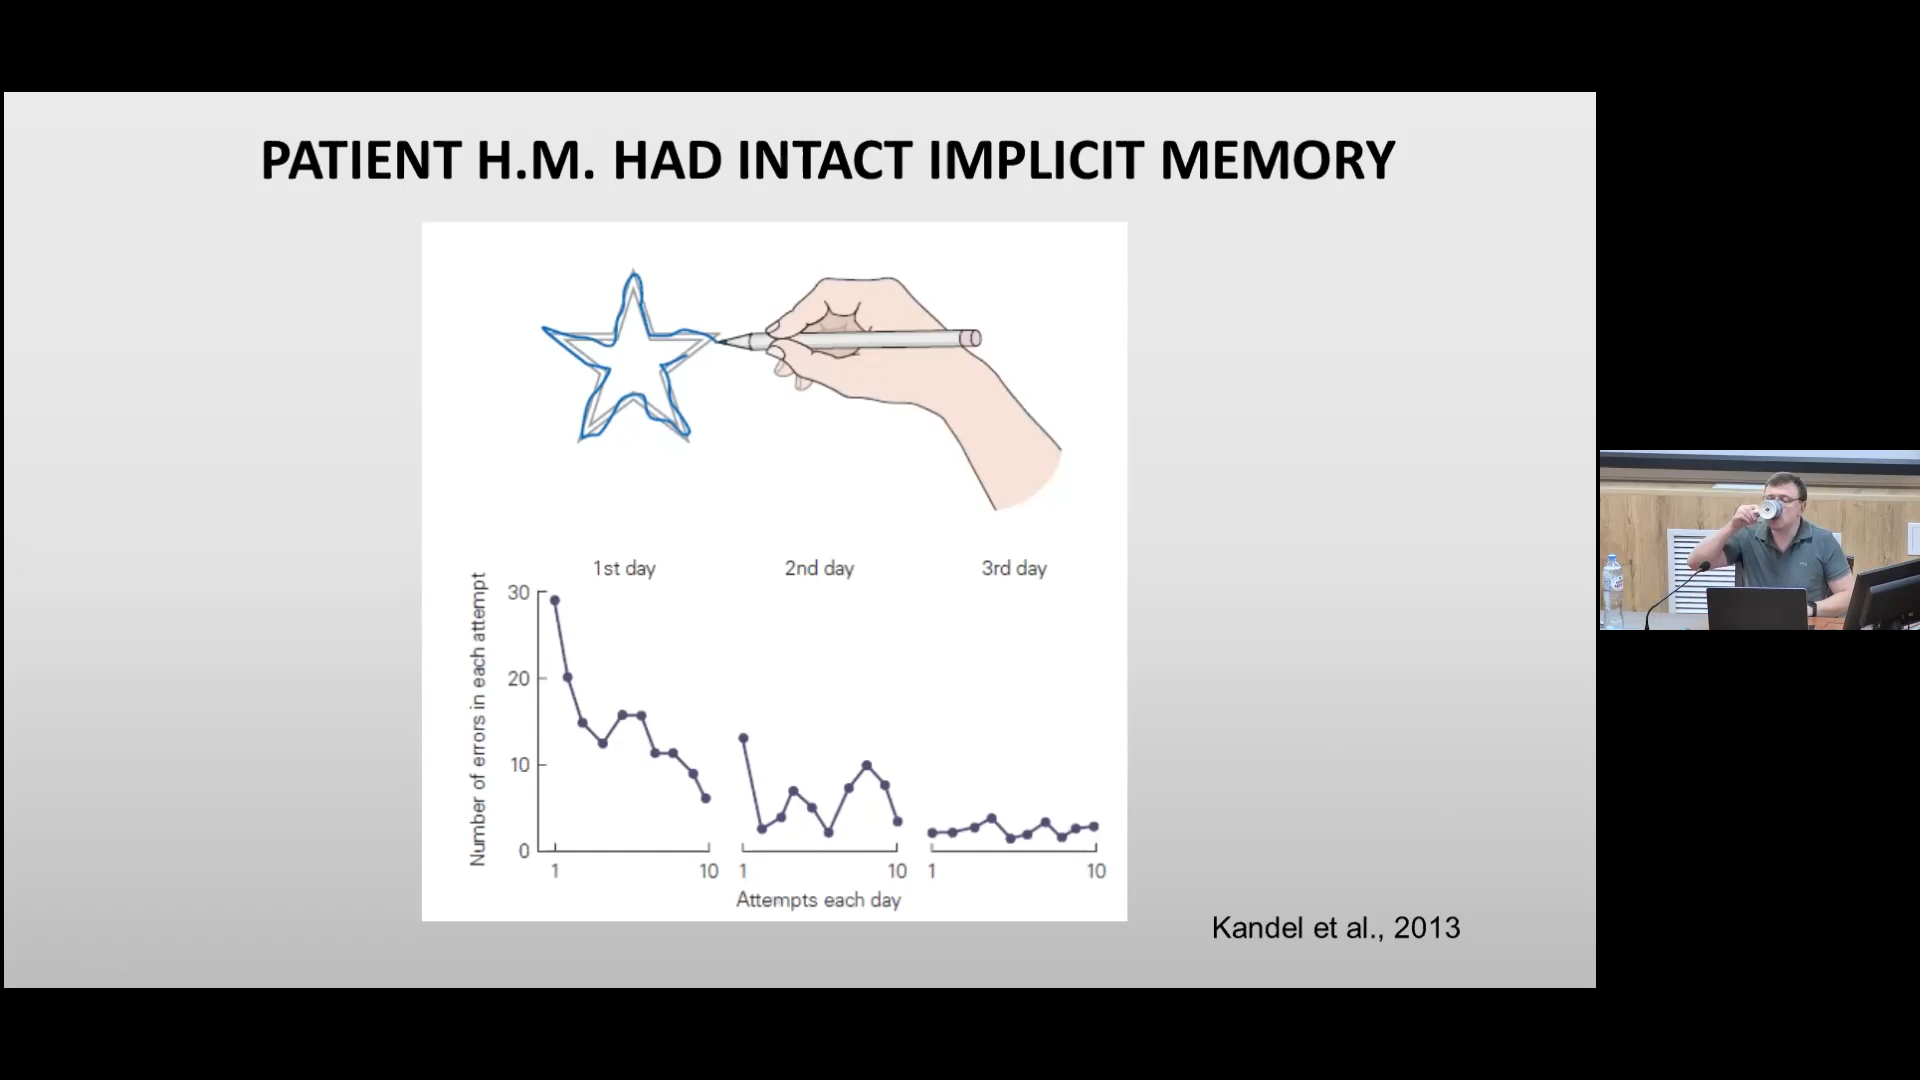 PATIENT H.M. HAD INTACT IMPLICIT MEMORY
1st day
2nd day
3rd day
Number of errors in each attempt
30
20
10
0
1
10
1
10
1
10
Attempts each day
Kandel et al., 2013